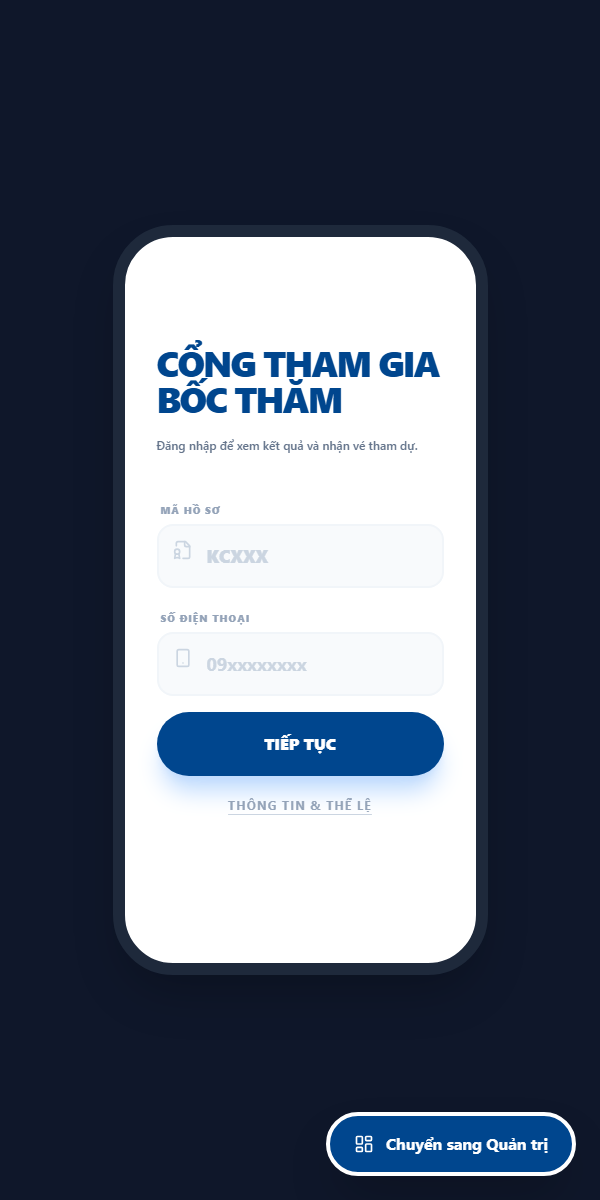 CỔNG THAM GIA
BỐC THĂM
Đăng nhập để xem kết quả và nhận vé tham dự.
MÃ HỒ SƠ
KCXXX
SỐ ĐIỆN THOẠI
09xxxxxxxx
TIẾP TỤC
THÔNG TIN & THỂ LỆ
Chuyển sang Quản trị